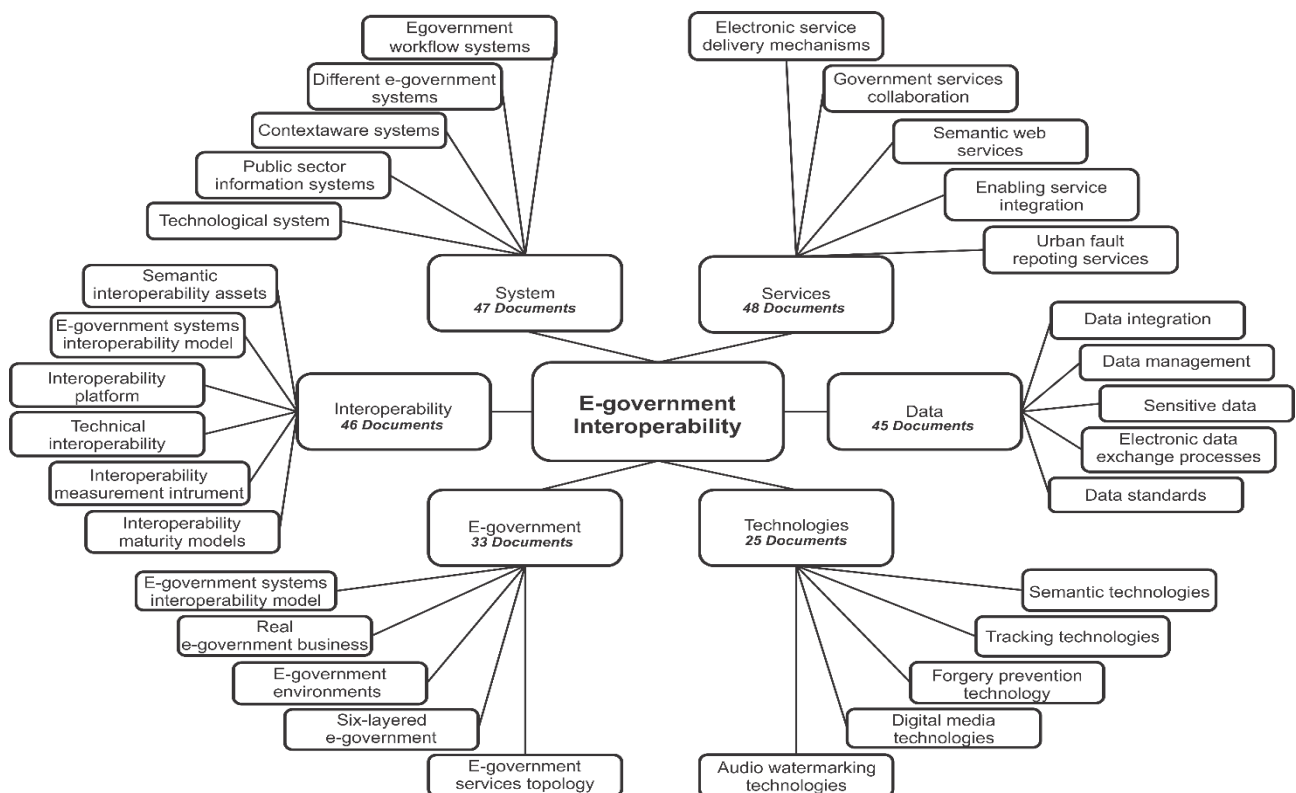 Egovernment
workflow systems
Different e-government
systems
Contextaware systems
Public sector
information systems
Technological system
Electronic service
delivery mechanisms
Government services
collaboration
Semantic web
services
Enabling service
integration
Urban fault
repoting services
System
47 Documents
Services
48 Documents
Semantic
interoperability assets
E-government systems
interoperability model
Interoperability
platform
Technical
interoperability
Interoperability
measurement intrument
Interoperability
maturity models
Interoperability
46 Documents
E-government
Interoperability
Data
45 Documents
Data integration
Data management
Sensitive data
Electronic data
exchange processes
Data standards
E-government
33 Documents
Technologies
25 Documents
E-government systems
interoperability model
Real
e-government business
E-government
environments
Six-layered
e-government
E-government
services topology
Semantic technologies
Tracking technologies
Forgery prevention
technology
Digital media
technologies
Audio watermarking
technologies